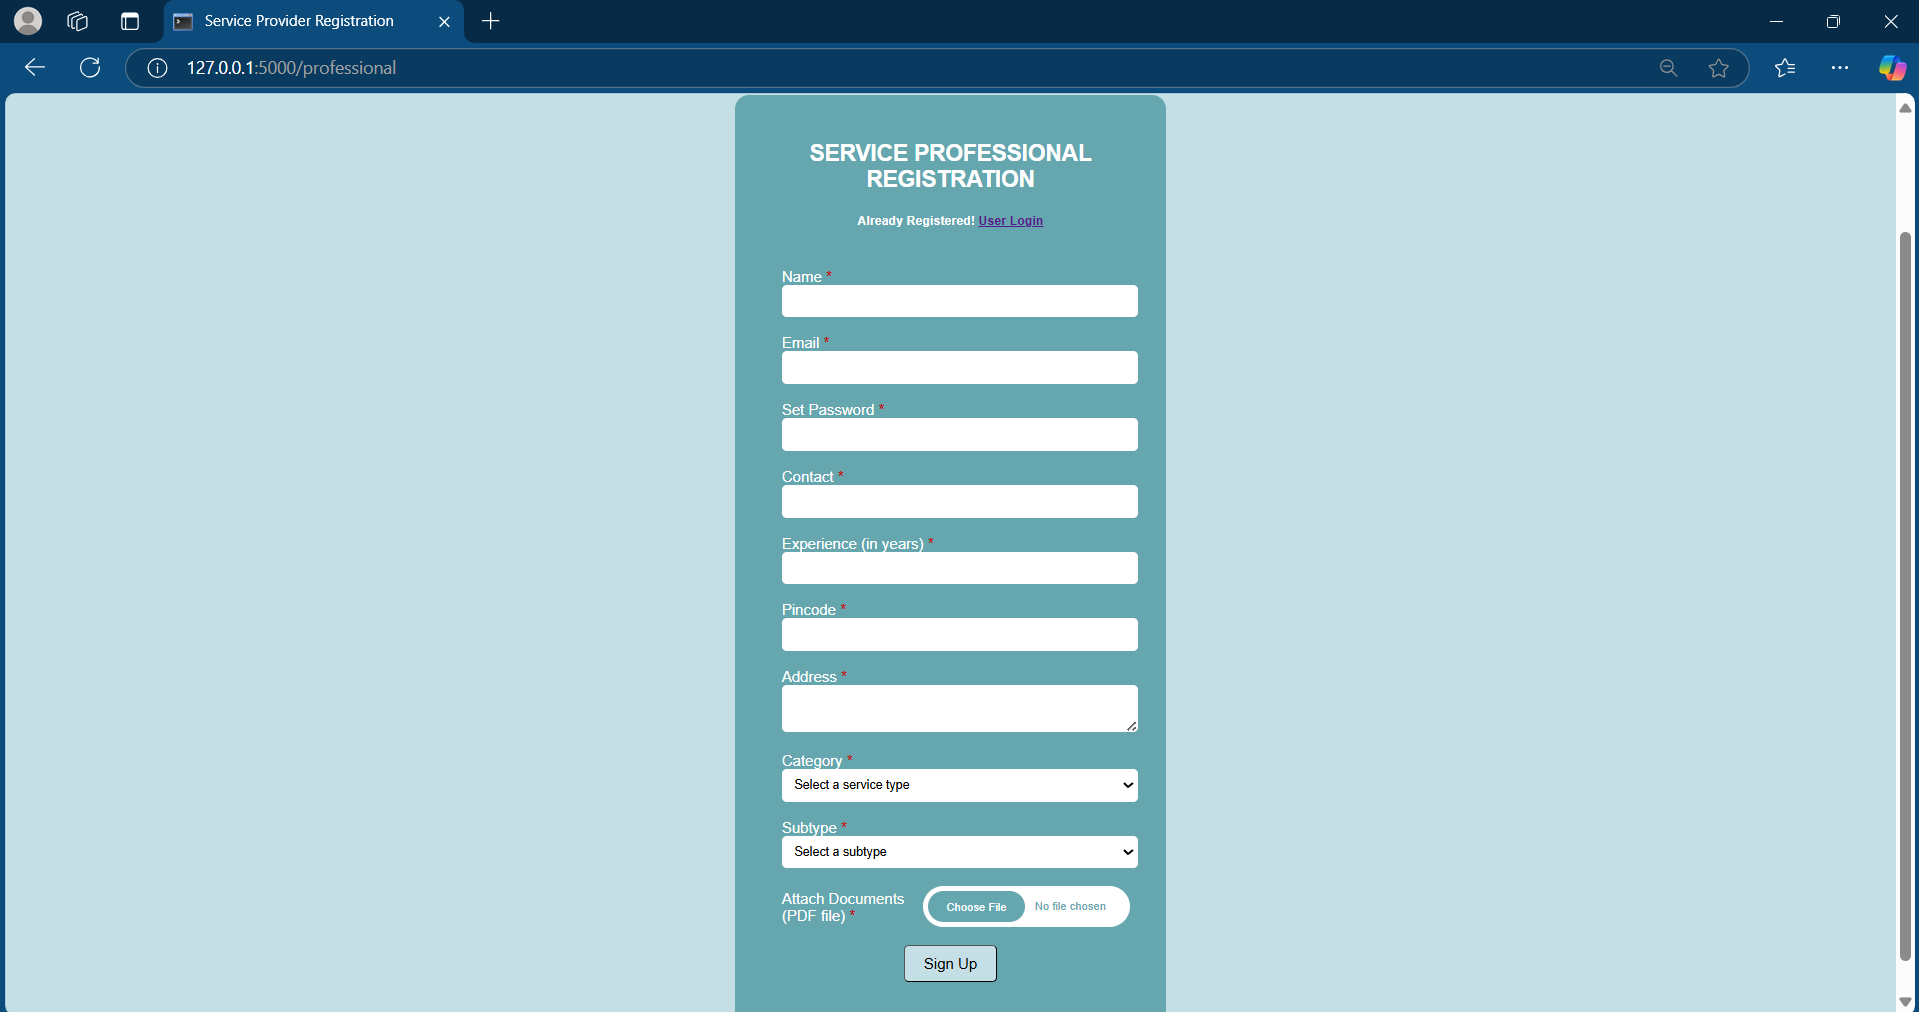 Service Provider Registration
127.0.0.1:5000/professional
SERVICE PROFESSIONAL
REGISTRATION
Already Registered! User Login
Name *
Email *
Set Password *
Contact *
Experience (in years) *
Pincode *
Address *
Category *
Select a service type
Subtype *
Select a subtype
Attach Documents
(PDF file) *
Choose File No file chosen
Sign Up